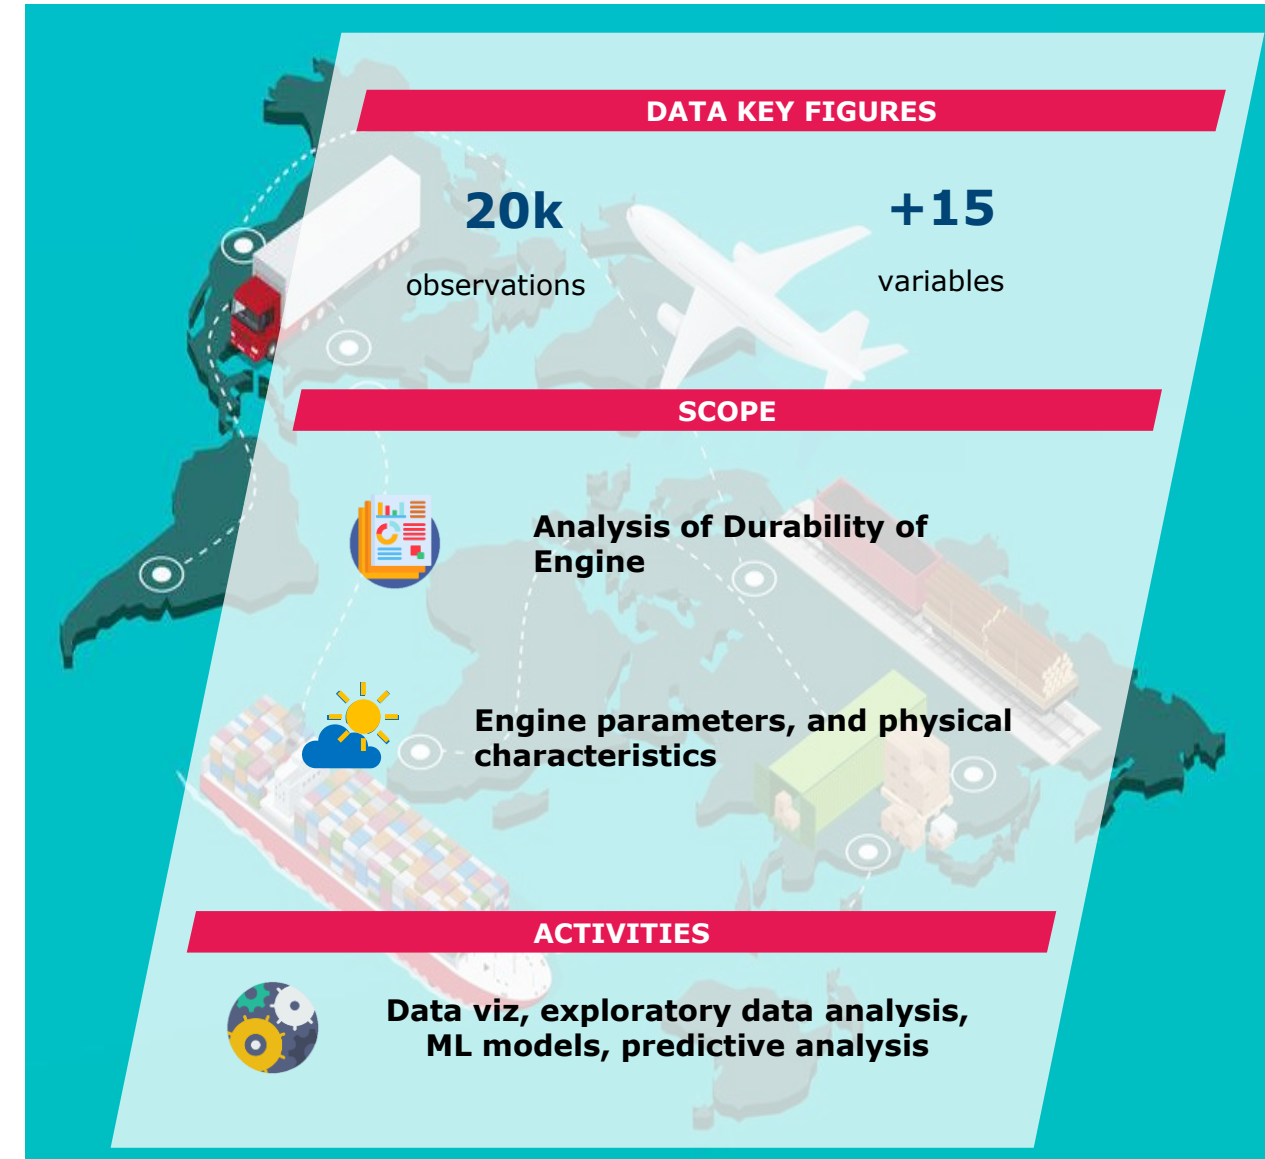 DATA KEY FIGURES
20k
+15
observations
variables
SCOPE
Analysis of Durability of
Engine
Engine parameters, and physical
characteristics
ACTIVITIES
Data viz, exploratory data analysis,
ML models, predictive analysis